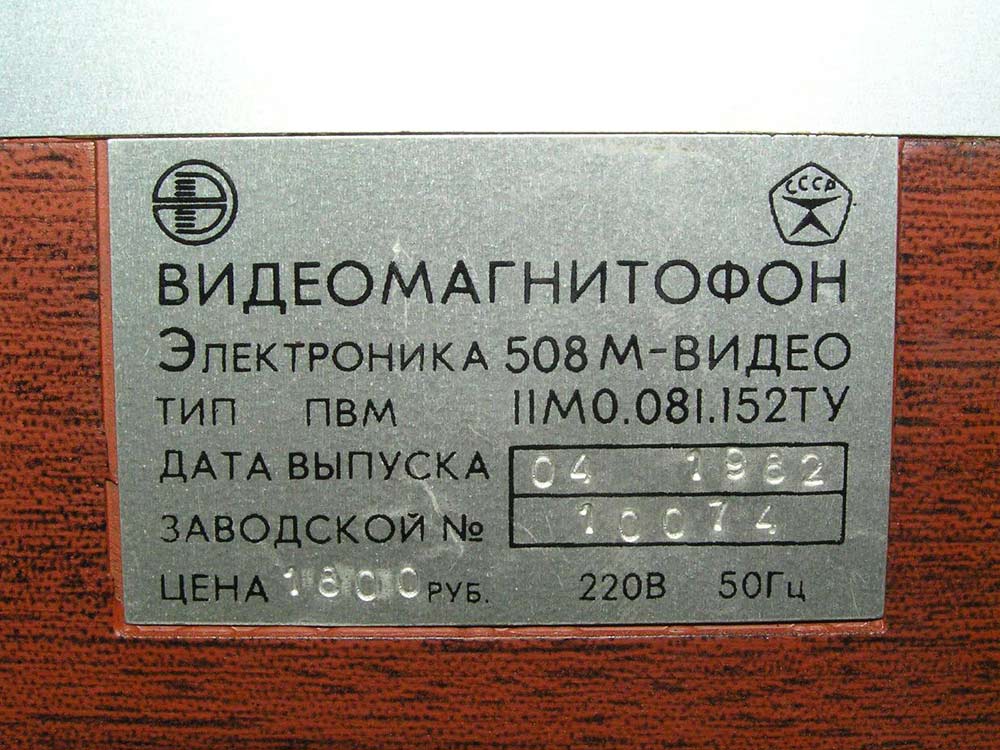 СССР
ВИДЕОМАГНИТОФОН
ЭЛЕКТРОНИКА 508 М-ВИДЕО
ТИП ПВМ 11М0.081.152ТУ
ДАТА ВЫПУСКА 04 1982
ЗАВОДСКОЙ № 10074
ЦЕНА 1800 РУБ. 220В 50Гц